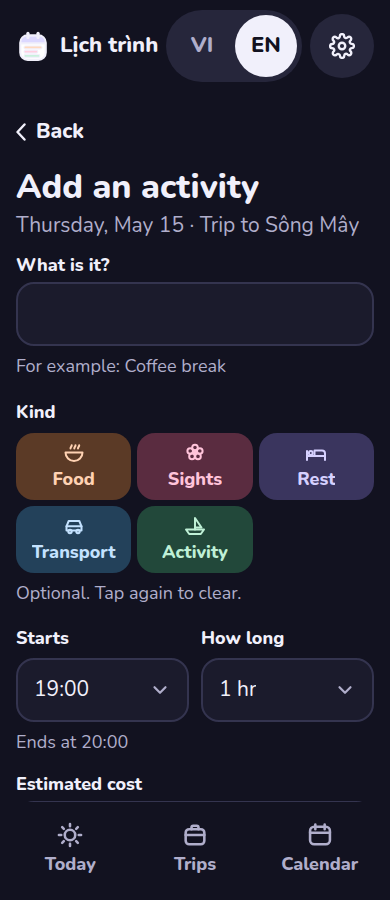 Lịch trình VI EN
Back
Add an activity
Thursday, May 15 · Trip to Sông Mây
What is it?
For example: Coffee break
Kind
Food Sights Rest
Transport Activity
Optional. Tap again to clear.
Starts How long
19:00 1 hr
Ends at 20:00
Estimated cost
Today Trips Calendar